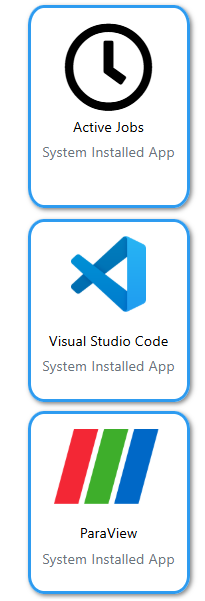 Active Jobs
System Installed App
Visual Studio Code
System Installed App
ParaView
System Installed App